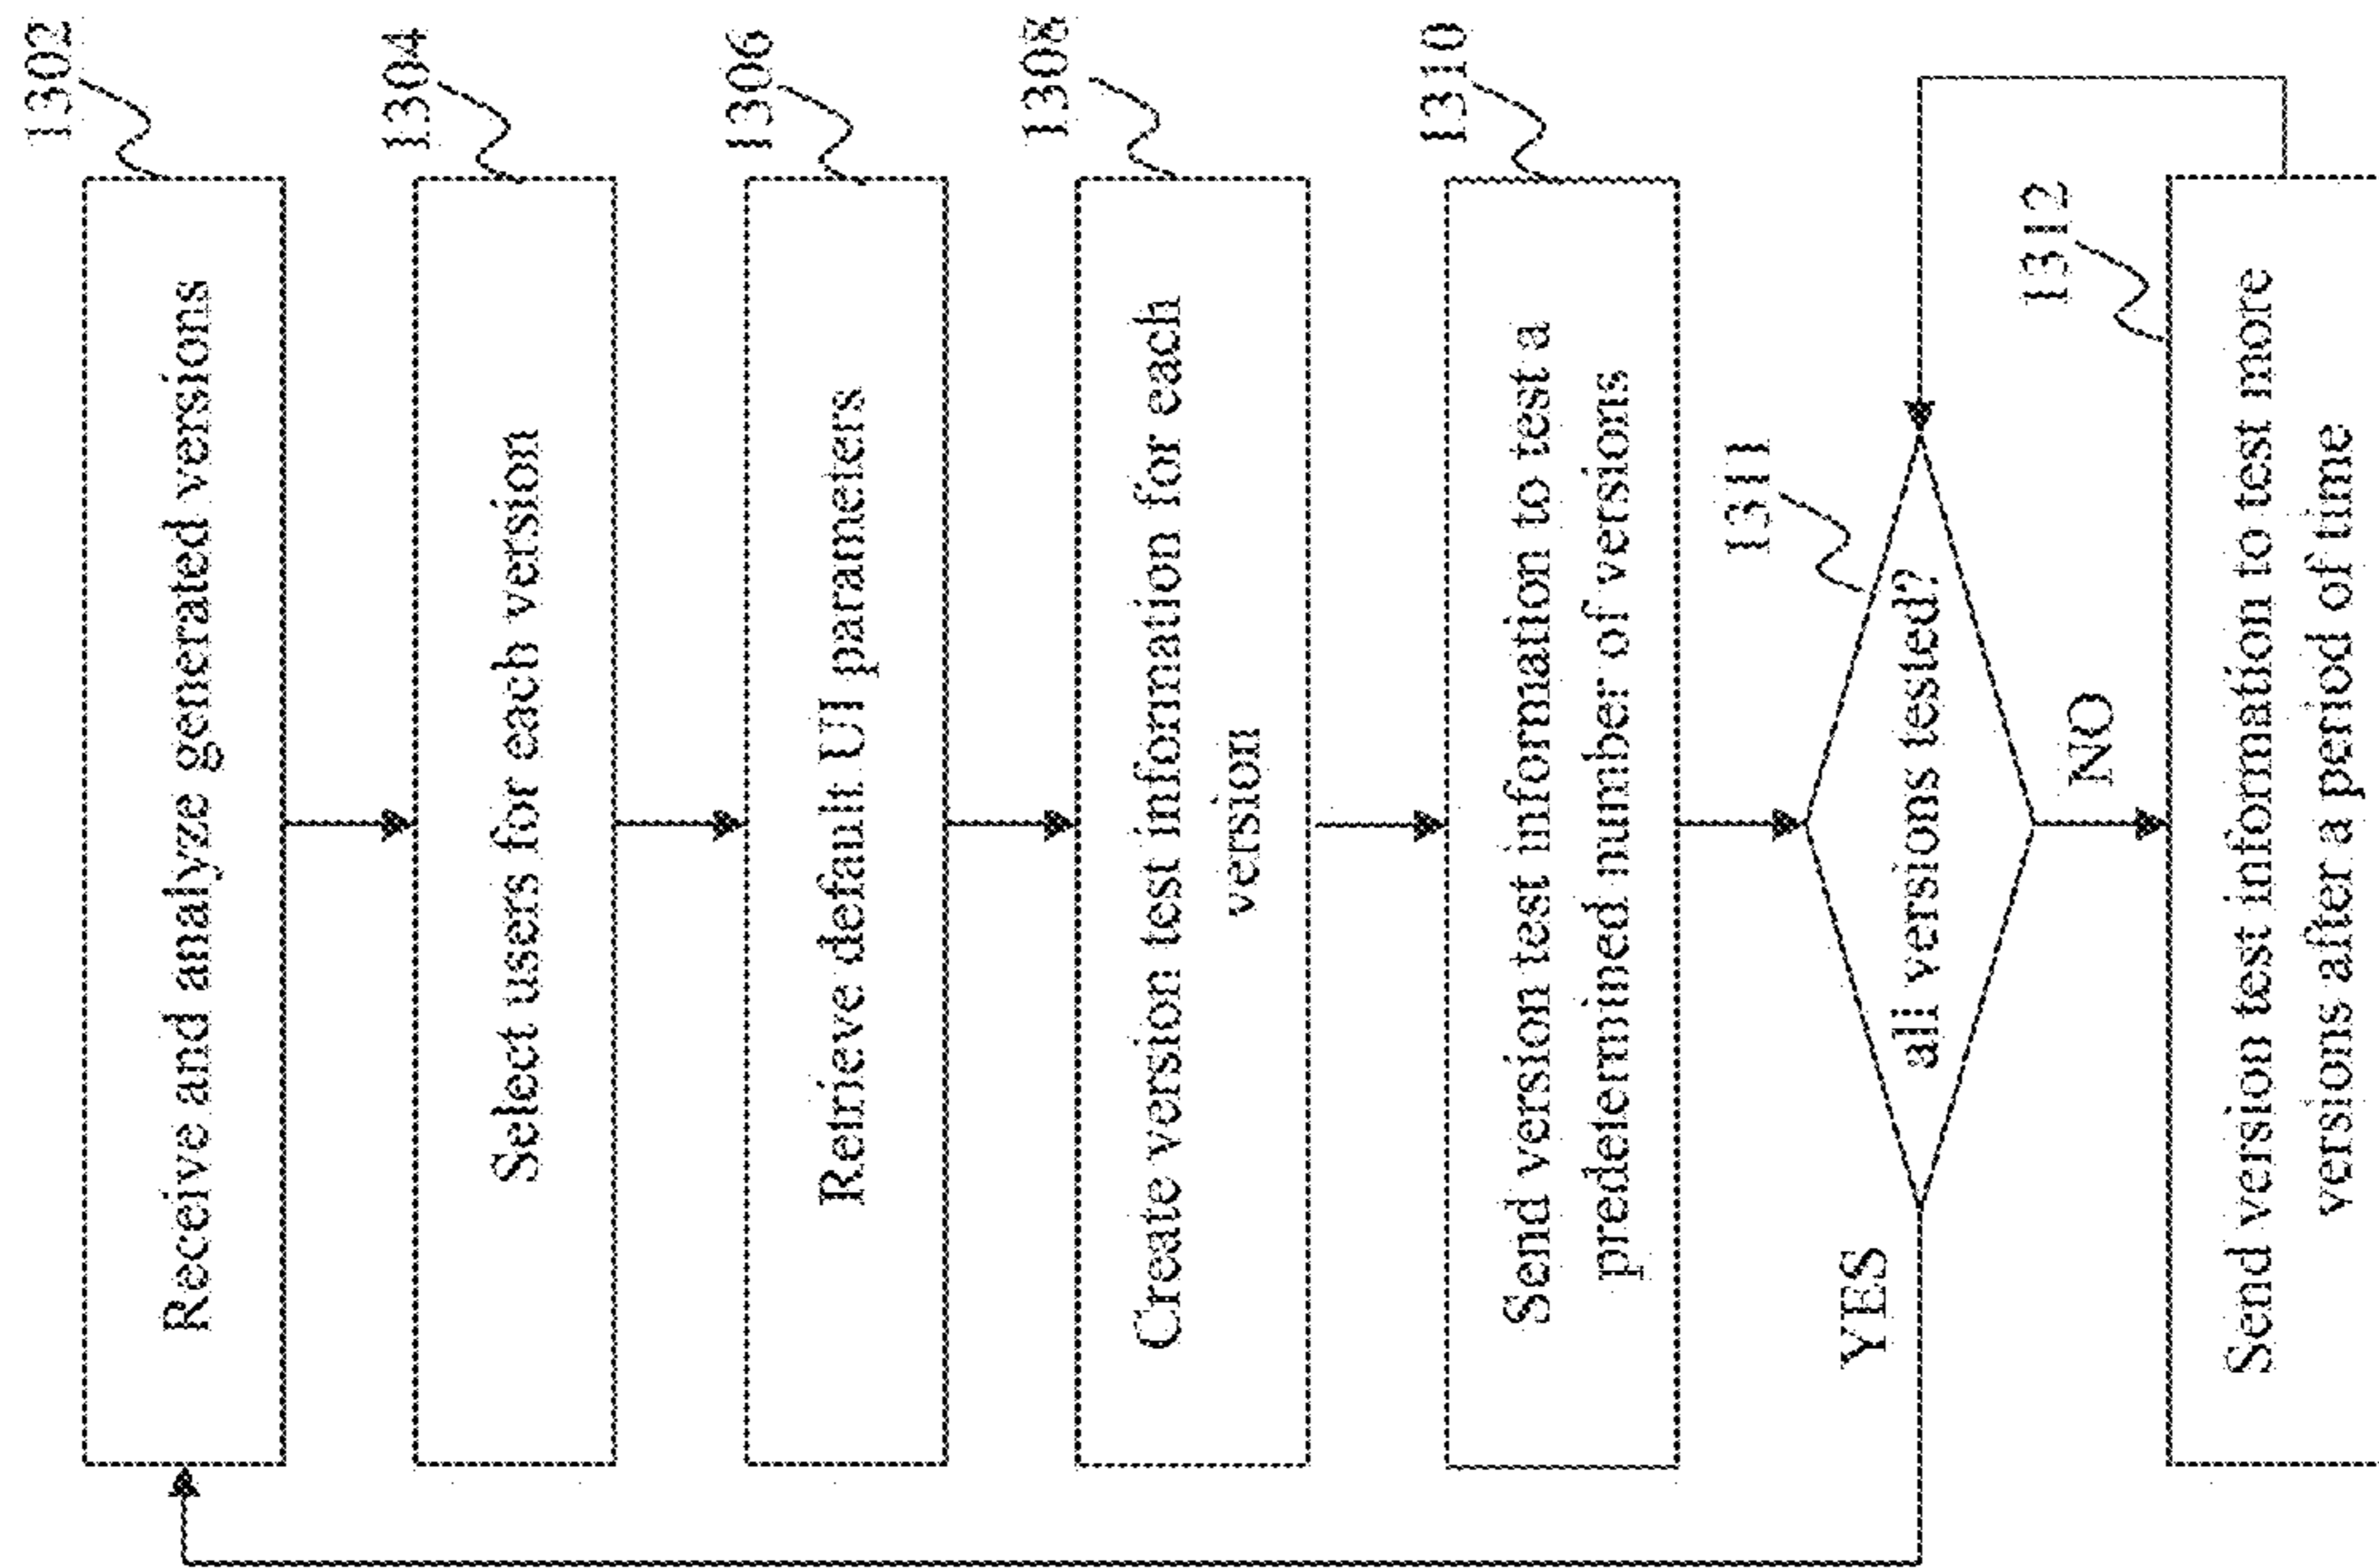 1302
Receive and analyze generated versions
1304
Select users for each version
1306
Retrieve default UI parameters
1308
Create version test information for each
version
1310
Send version test information to test a
predetermined number of versions
1311
all versions tested?
YES
NO
1312
Send version test information to test more
versions after a period of time